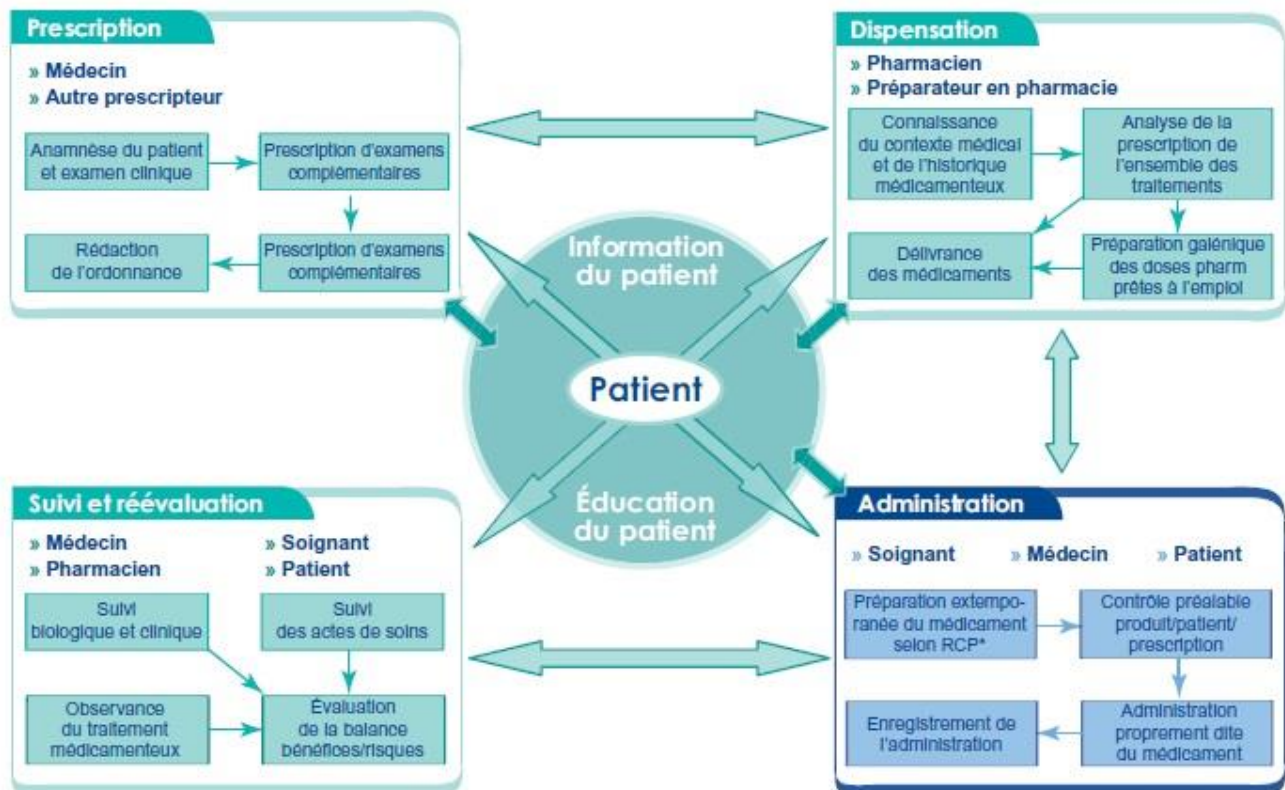 Prescription
» Médecin
» Autre prescripteur
Anamnèse du patient
et examen clinique
Prescription d'examens
complémentaires
Rédaction
de l'ordonnance
Prescription d'examens
complémentaires
Dispensation
» Pharmacien
» Préparateur en pharmacie
Connaissance
du contexte médical
et de l'historique
médicamenteux
Analyse de la
prescription de
l'ensemble des
traitements
Délivrance
des médicaments
Préparation galénique
des doses pharm
prêtes à l'emploi
Information
du patient
Patient
Éducation
du patient
Suivi et réévaluation
» Médecin
» Pharmacien
» Soignant
» Patient
Suivi
biologique et clinique
Suivi
des actes de soins
Observance
du traitement
médicamenteux
Évaluation
de la balance
bénéfices/risques
Administration
» Soignant
» Médecin
» Patient
Préparation extempo-
ranée du médicament
selon RCP*
Contrôle préalable
produit/patient/
prescription
Enregistrement de
l'administration
Administration
proprement dite
du médicament